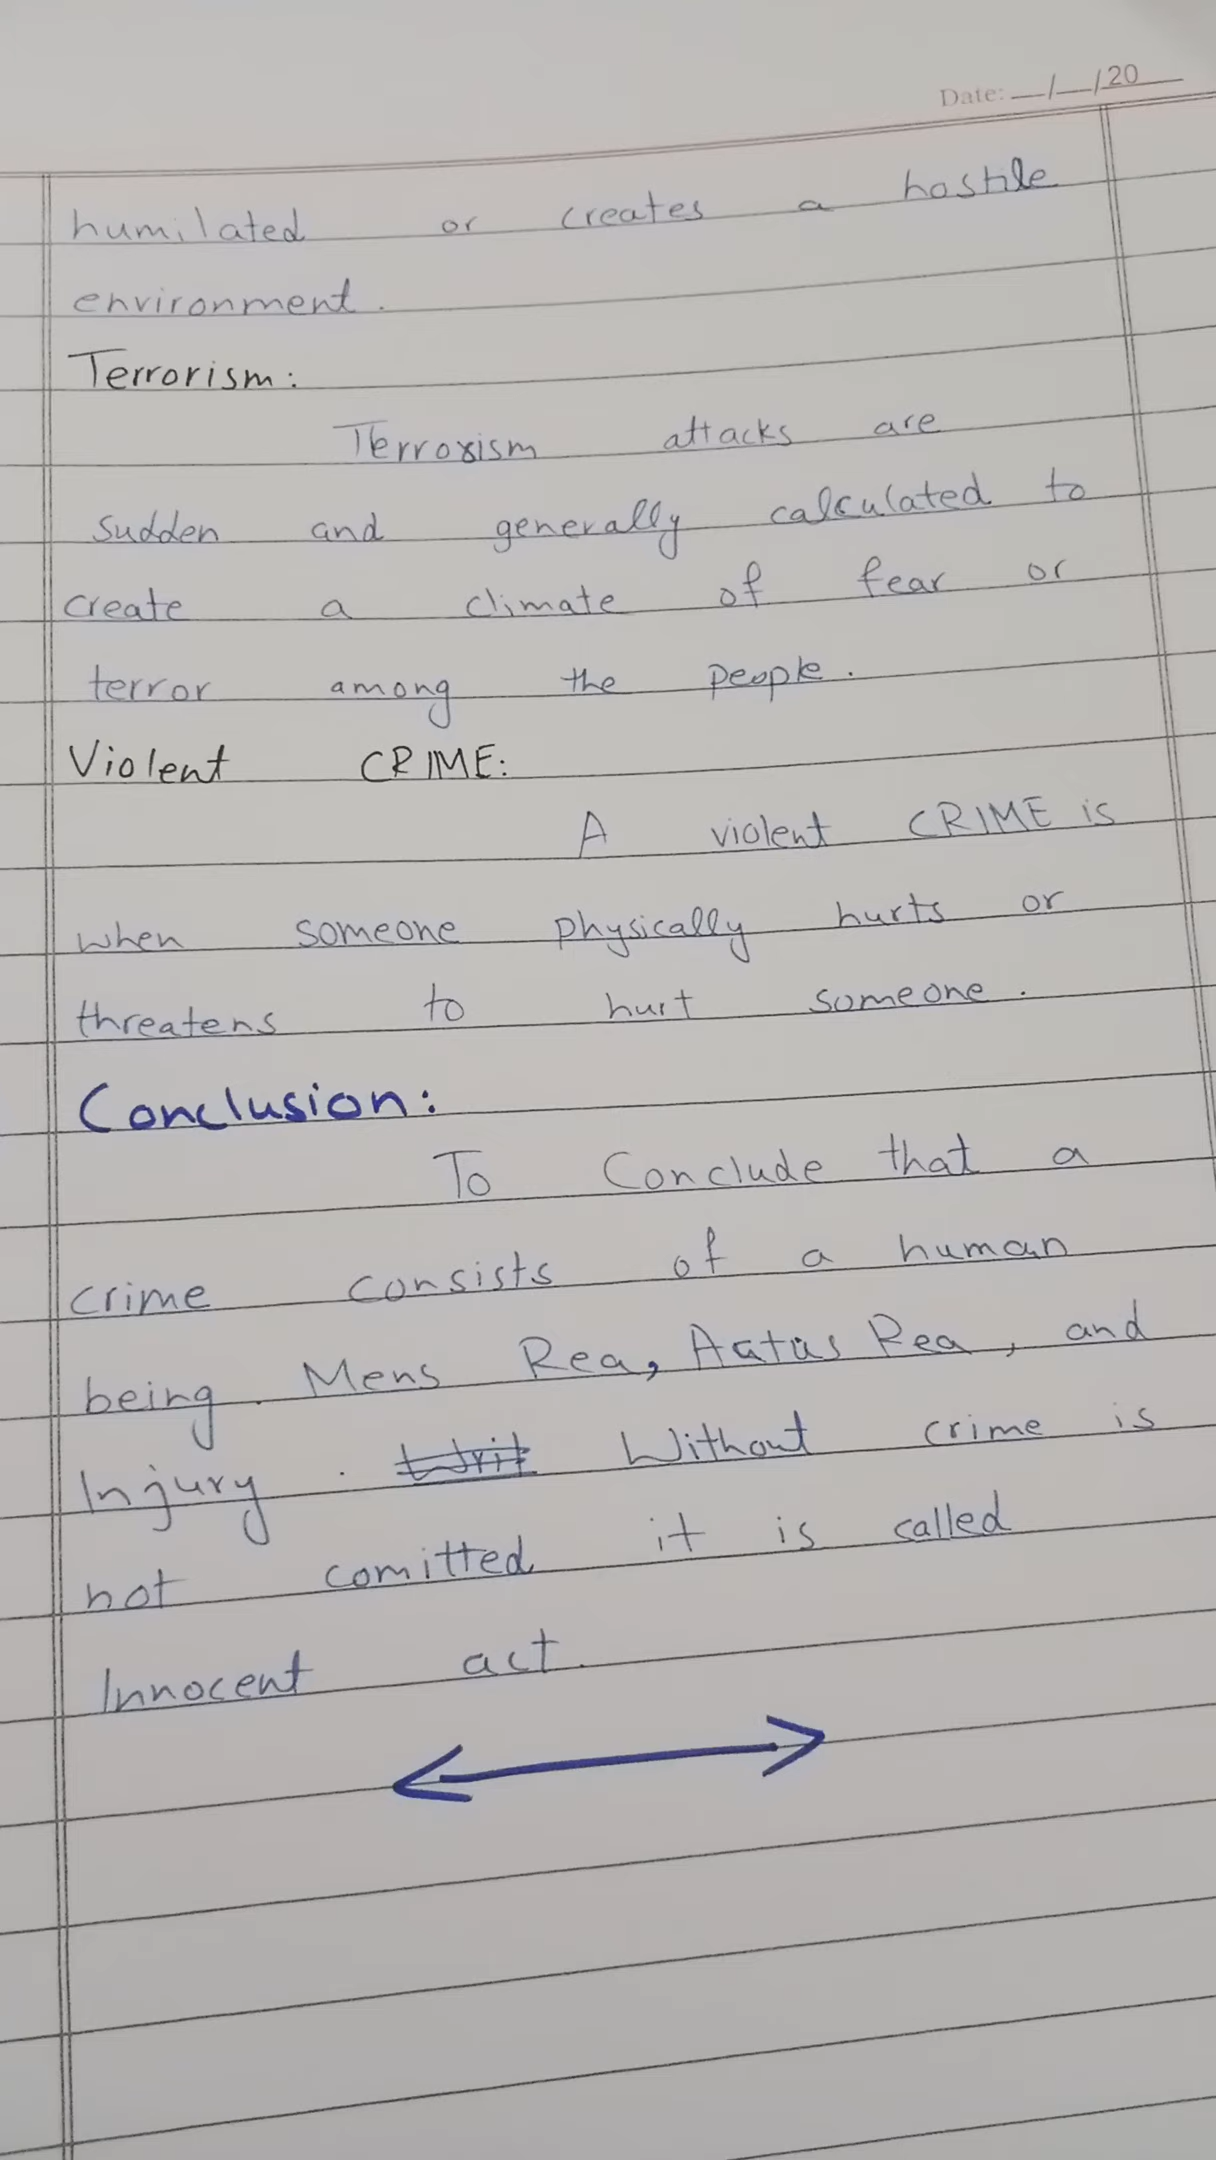 Date: __/__/20__
humilated or creates a hostile
environment.
Terrorism:
Terrorism attacks are
sudden and generally calculated to
create a climate of fear or
terror among the people.
Violent CRIME:
A violent CRIME is
when someone physically hurts or
threatens to hurt someone.
Conclusion:
To Conclude that a
crime consists of a human
being. Mens Rea, Aatus Rea, and
Injury. Without crime is
not comitted it is called
Innocent act.